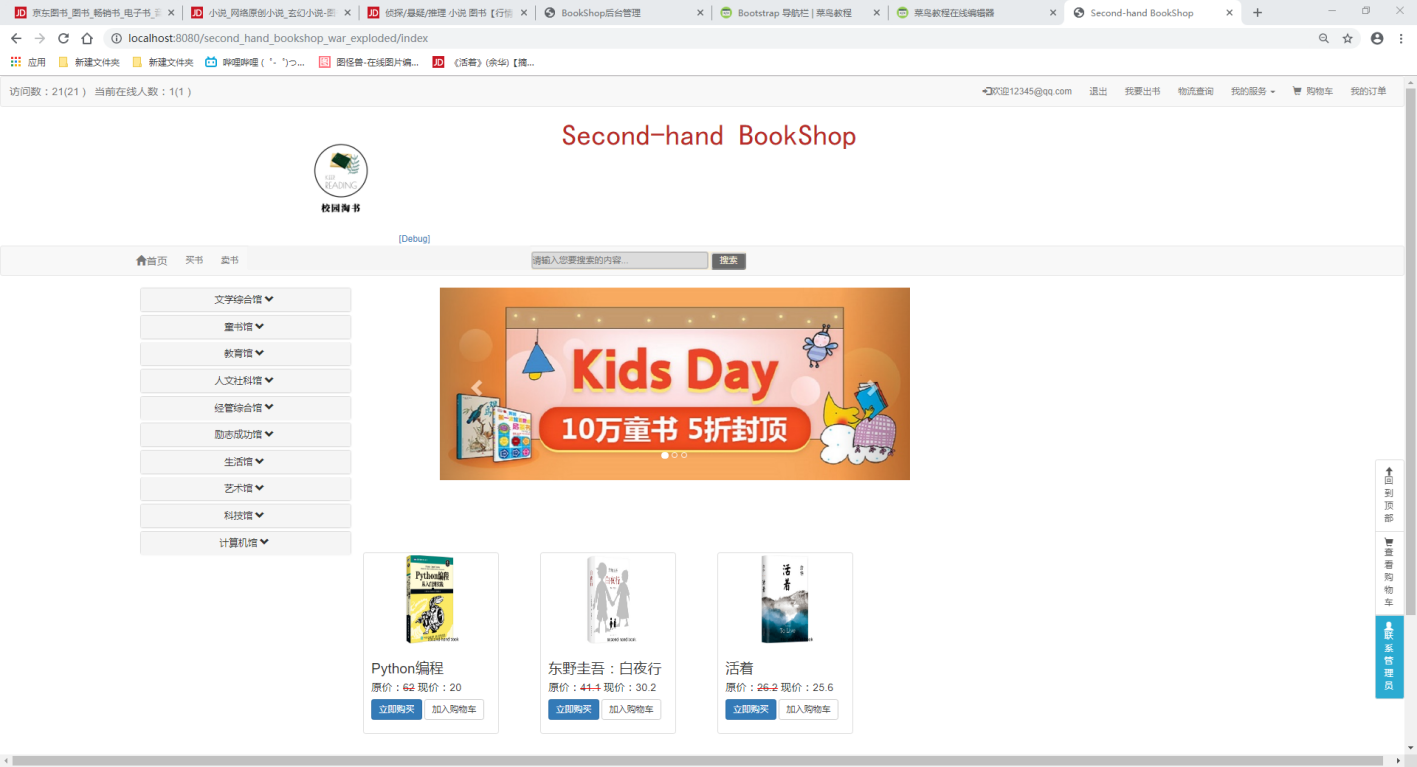 京东图书_图书_畅销书_电子书_
小说_网络原创小说_玄幻小说-
侦探/悬疑/推理 小说 图书【行情
BookShop后台管理
Bootstrap 导航栏 | 菜鸟教程
菜鸟教程在线编辑器
Second-hand BookShop
localhost:8080/second_hand_bookshop_war_exploded/index
应用
新建文件夹
新建文件夹
哔哩哔哩 ( ゜- ゜)つ...
图怪兽-在线图片编...
《活着》(余华)【摘...
访问数：21(21 ) 当前在线人数：1(1 )
欢迎12345@qq.com
退出
我要出书
物流查询
我的服务
购物车
我的订单
Second-hand BookShop
READING
校园淘书
[Debug]
首页
买书
卖书
请输入您要搜索的内容...
搜索
文学综合馆
童书馆
教育馆
人文社科馆
经管综合馆
励志成功馆
生活馆
艺术馆
科技馆
计算机馆
Kids Day
10万童书 5折封顶
回到顶部
查看购物车
联系管理员
Python编程
Python编程
原价：62 现价：20
立即购买
加入购物车
白夜行
东野圭吾：白夜行
原价：41.1 现价：30.2
立即购买
加入购物车
活着
To Live
活着
原价：26.2 现价：25.6
立即购买
加入购物车